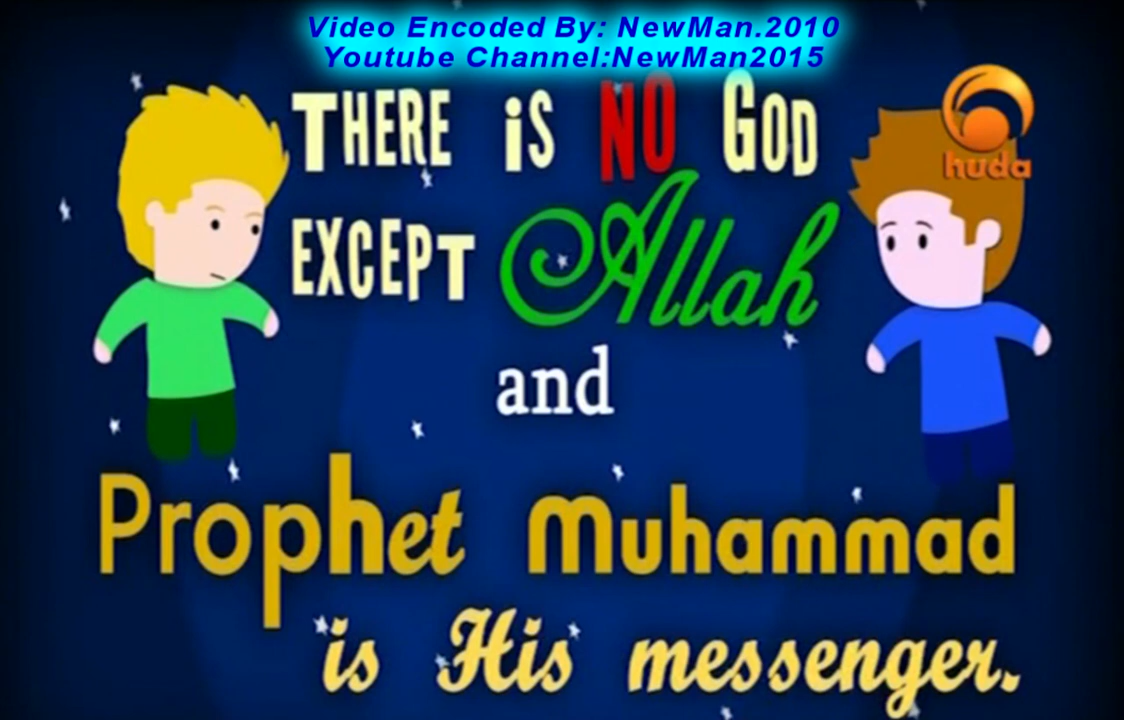 Video Encoded By: NewMan.2010
Youtube Channel:NewMan2015
THERE iS NO GOD
huda
EXCEPT Allah
and
Prophet Muhammad
is His messenger.